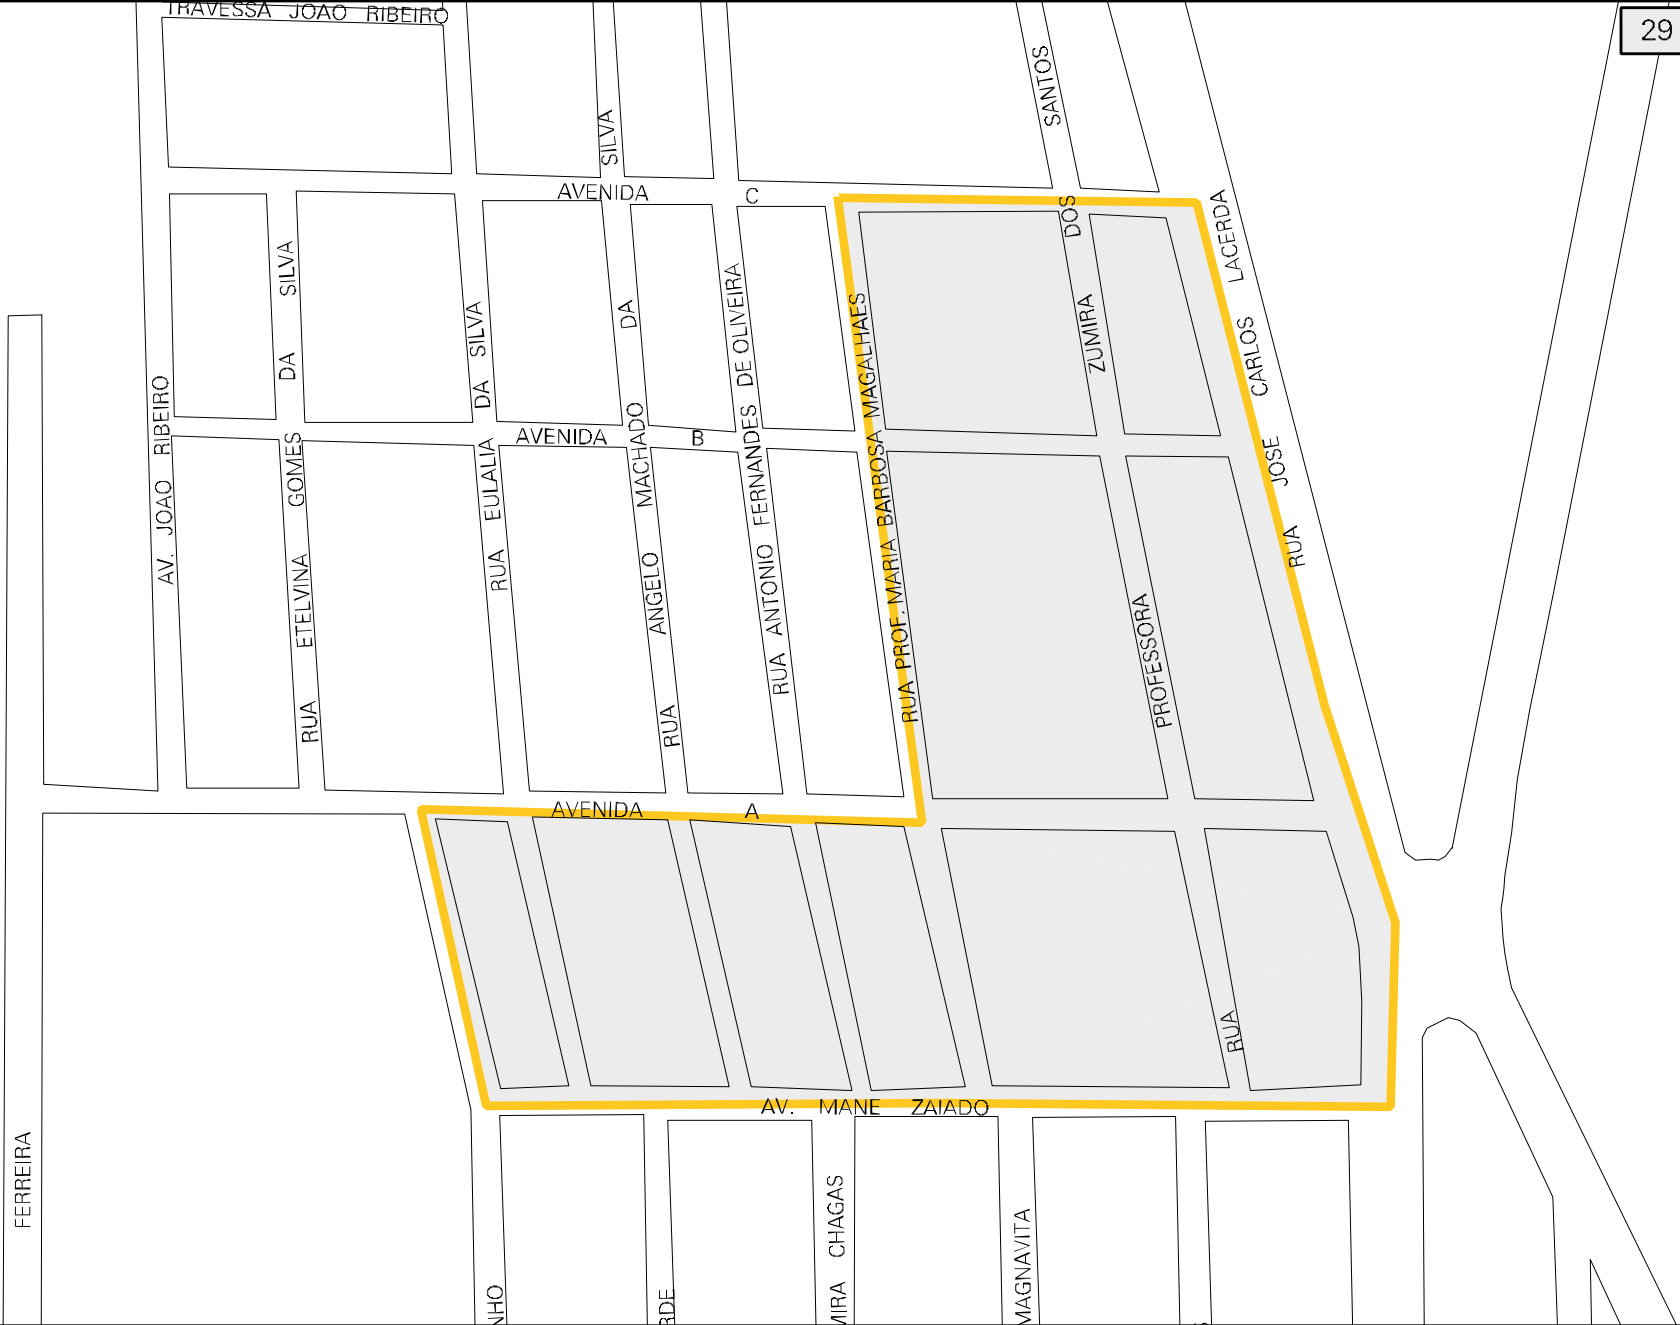 TRAVESSA JOAO RIBEIRO
29
SANTOS
SILVA
AVENIDA C
DOS
RUA JOSE CARLOS LACERDA
DA SILVA
DA SILVA
DA
DE OLIVEIRA
ZUMIRA
AV. JOAO RIBEIRO
AVENIDA B
RUA ETELVINA GOMES
RUA EULALIA
RUA ANGELO MACHADO
RUA ANTONIO FERNANDES
RUA PROF. MARIA BARBOSA MAGALHAES
PROFESSORA
AVENIDA A
RUA
AV. MANE ZAIADO
FERREIRA
CHAGAS
MAGNAVITA